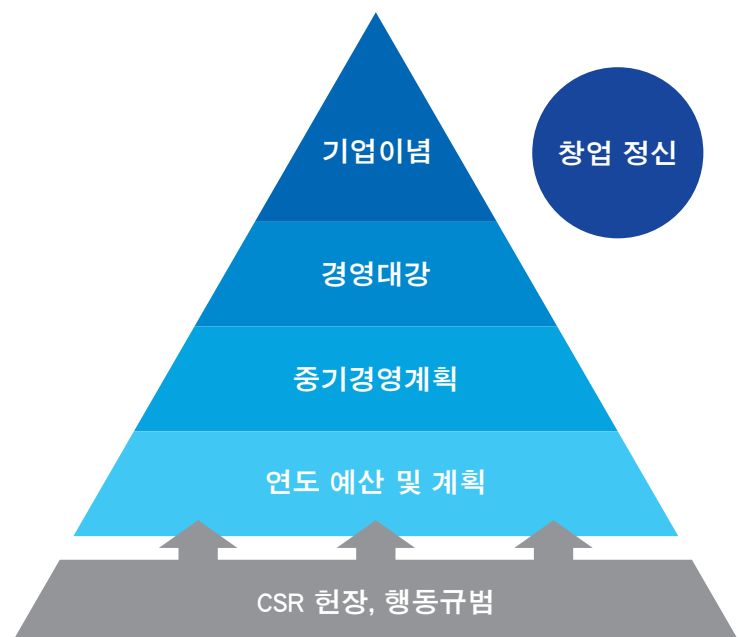 기업이념
창업 정신
경영대강
중기경영계획
연도 예산 및 계획
CSR 헌장, 행동규범